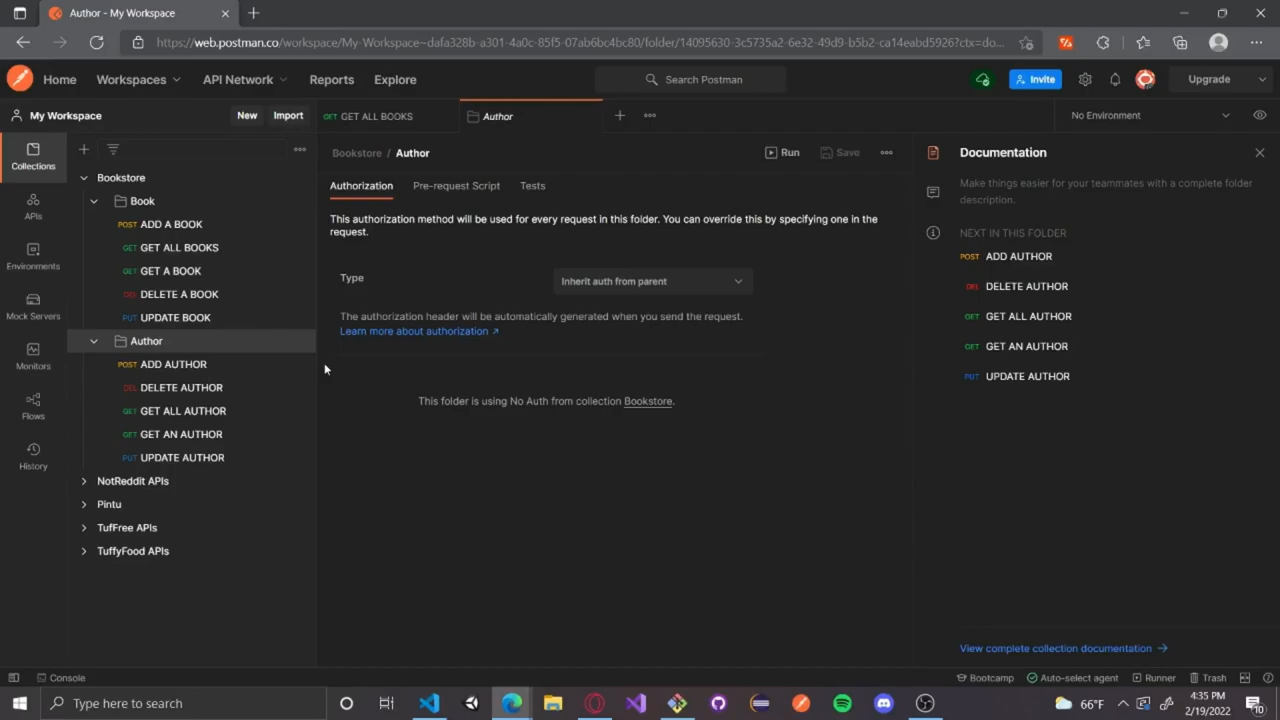 Author - My Workspace
https://web.postman.co/workspace/My-Workspace~dafa328b-a301-4a0c-85f5-07ab6bc4bc80/folder/14095630-3c5735a2-6e32-49d9-b5b2-ca14eabd5926?ctx=do...
Home
Workspaces
API Network
Reports
Explore
Search Postman
Invite
Upgrade
My Workspace
New
Import
GET GET ALL BOOKS
Author
No Environment
Collections
APIs
Environments
Mock Servers
Monitors
Flows
History
Bookstore
Book
POST ADD A BOOK
GET GET ALL BOOKS
GET GET A BOOK
DEL DELETE A BOOK
PUT UPDATE BOOK
Author
POST ADD AUTHOR
DEL DELETE AUTHOR
GET GET ALL AUTHOR
GET GET AN AUTHOR
PUT UPDATE AUTHOR
NotReddit APIs
Pintu
TufFree APIs
TuffyFood APIs
Bookstore / Author
Run
Save
Authorization
Pre-request Script
Tests
This authorization method will be used for every request in this folder. You can override this by specifying one in the
request.
Type
Inherit auth from parent
The authorization header will be automatically generated when you send the request.
Learn more about authorization ↗
This folder is using No Auth from collection Bookstore.
Documentation
Make things easier for your teammates with a complete folder
description.
NEXT IN THIS FOLDER
POST ADD AUTHOR
DEL DELETE AUTHOR
GET GET ALL AUTHOR
GET GET AN AUTHOR
PUT UPDATE AUTHOR
View complete collection documentation →
Console
Bootcamp
Auto-select agent
Runner
Trash
Type here to search
66°F
4:35 PM
2/19/2022
10